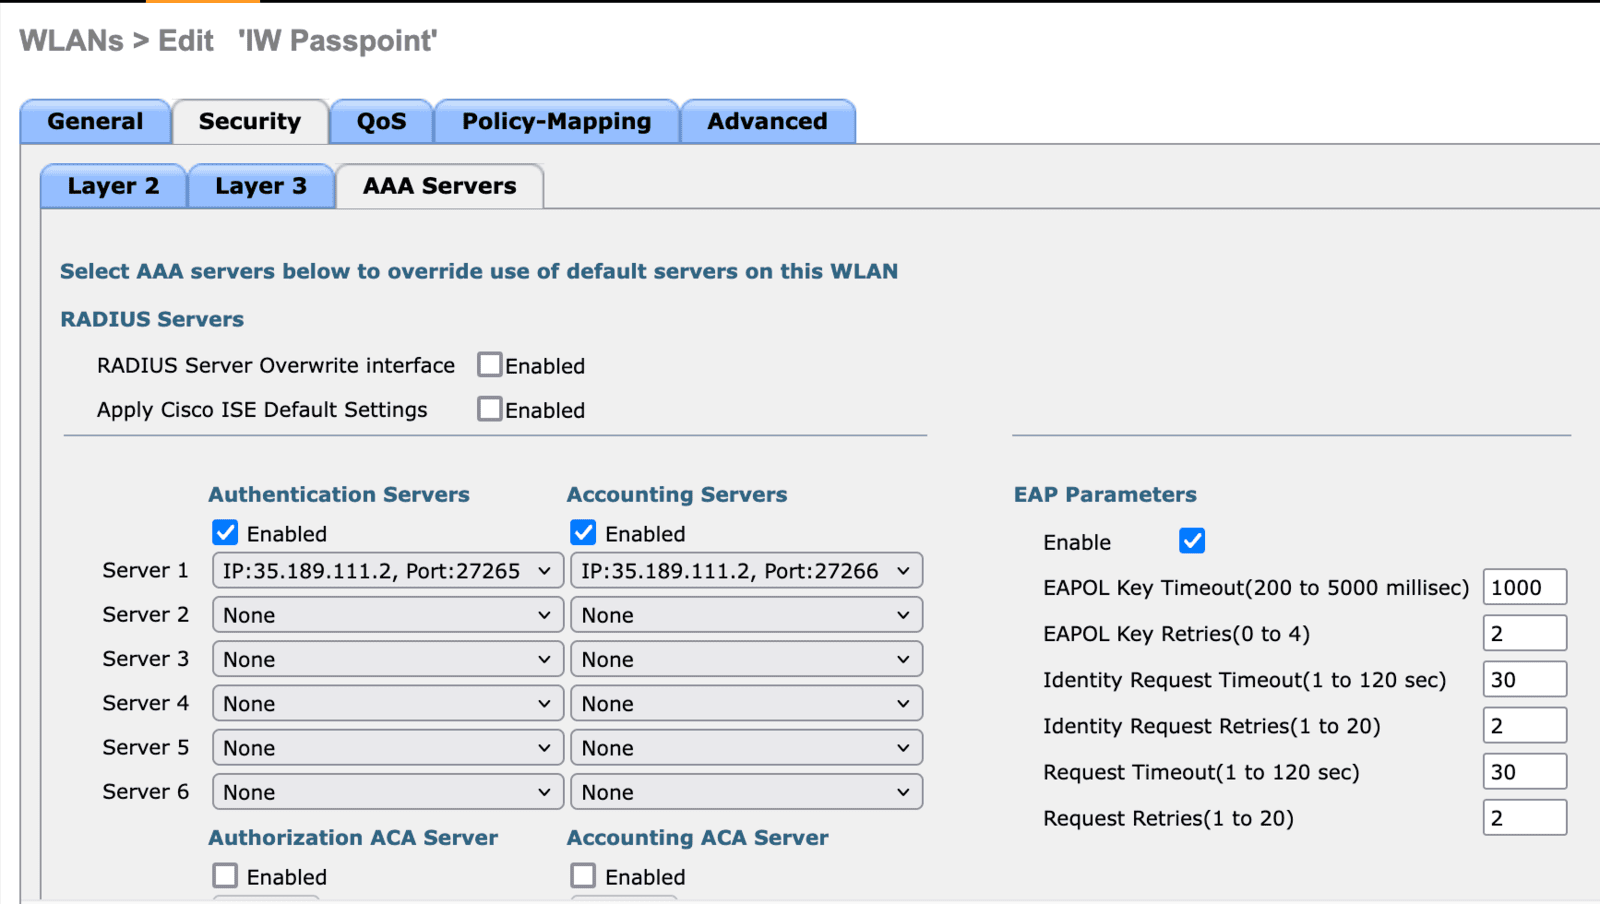 WLANs > Edit 'IW Passpoint'
General Security QoS Policy-Mapping Advanced
Layer 2 Layer 3 AAA Servers
Select AAA servers below to override use of default servers on this WLAN
RADIUS Servers
RADIUS Server Overwrite interface Enabled
Apply Cisco ISE Default Settings Enabled
Authentication Servers Accounting Servers
Enabled Enabled
Server 1 IP:35.189.111.2, Port:27265 IP:35.189.111.2, Port:27266
Server 2 None None
Server 3 None None
Server 4 None None
Server 5 None None
Server 6 None None
Authorization ACA Server Accounting ACA Server
Enabled Enabled
EAP Parameters
Enable
EAPOL Key Timeout(200 to 5000 millisec) 1000
EAPOL Key Retries(0 to 4) 2
Identity Request Timeout(1 to 120 sec) 30
Identity Request Retries(1 to 20) 2
Request Timeout(1 to 120 sec) 30
Request Retries(1 to 20) 2